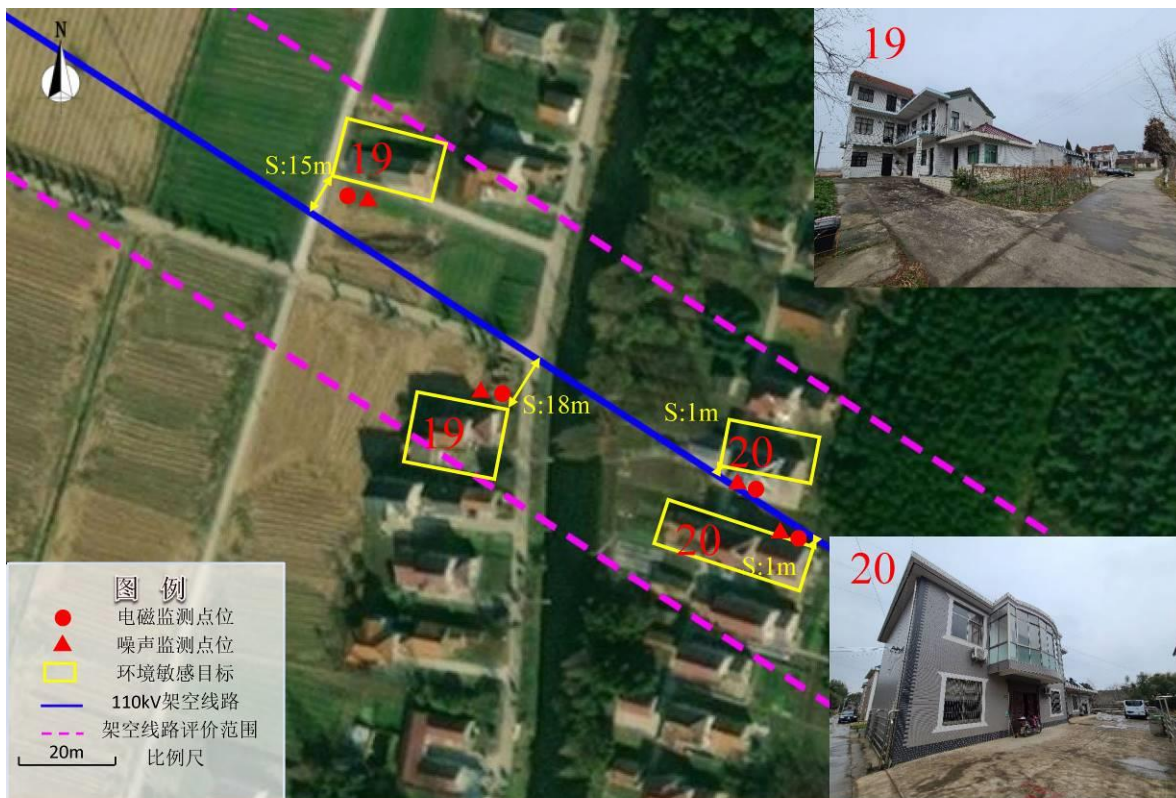 N
19
S:15m
19
S:18m
S:1m
19
20
20
S:1m
20
图 例
电磁监测点位
噪声监测点位
环境敏感目标
110kV架空线路
架空线路评价范围
20m
比例尺